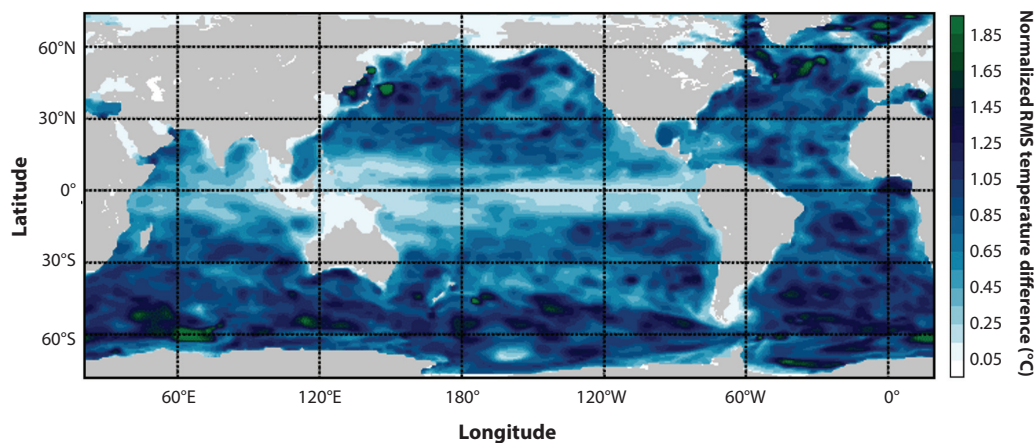 Latitude
60°N
30°N
0°
30°S
60°S
60°E
120°E
180°
120°W
60°W
0°
Longitude
1.85
1.65
1.45
1.25
1.05
0.85
0.65
0.45
0.25
0.05
Normalized RMS temperature difference (°C)